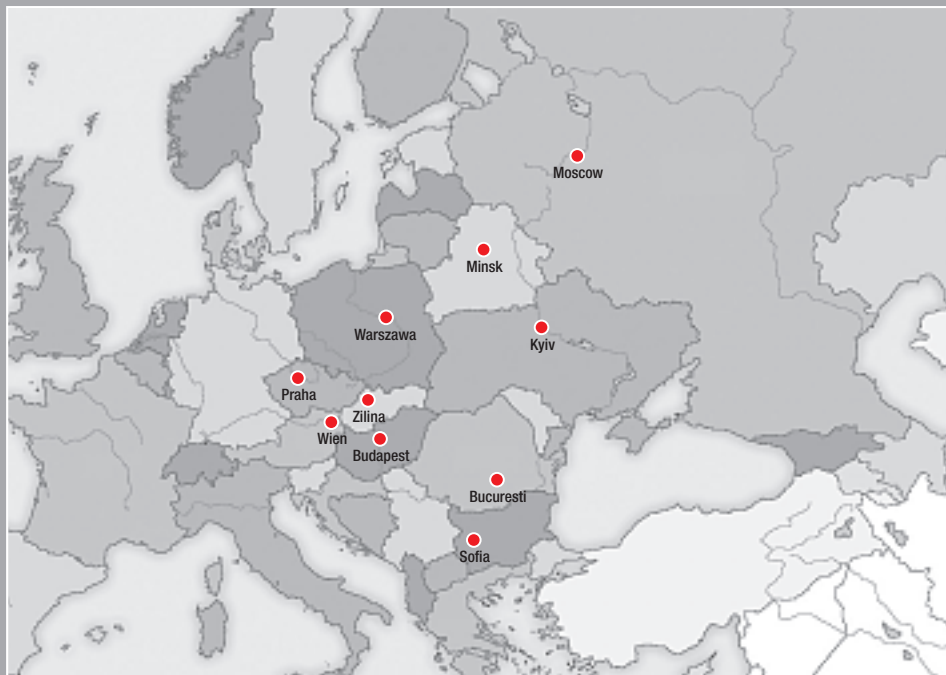 Moscow
Minsk
Warszawa
Kyiv
Praha
Zilina
Wien
Budapest
Bucuresti
Sofia